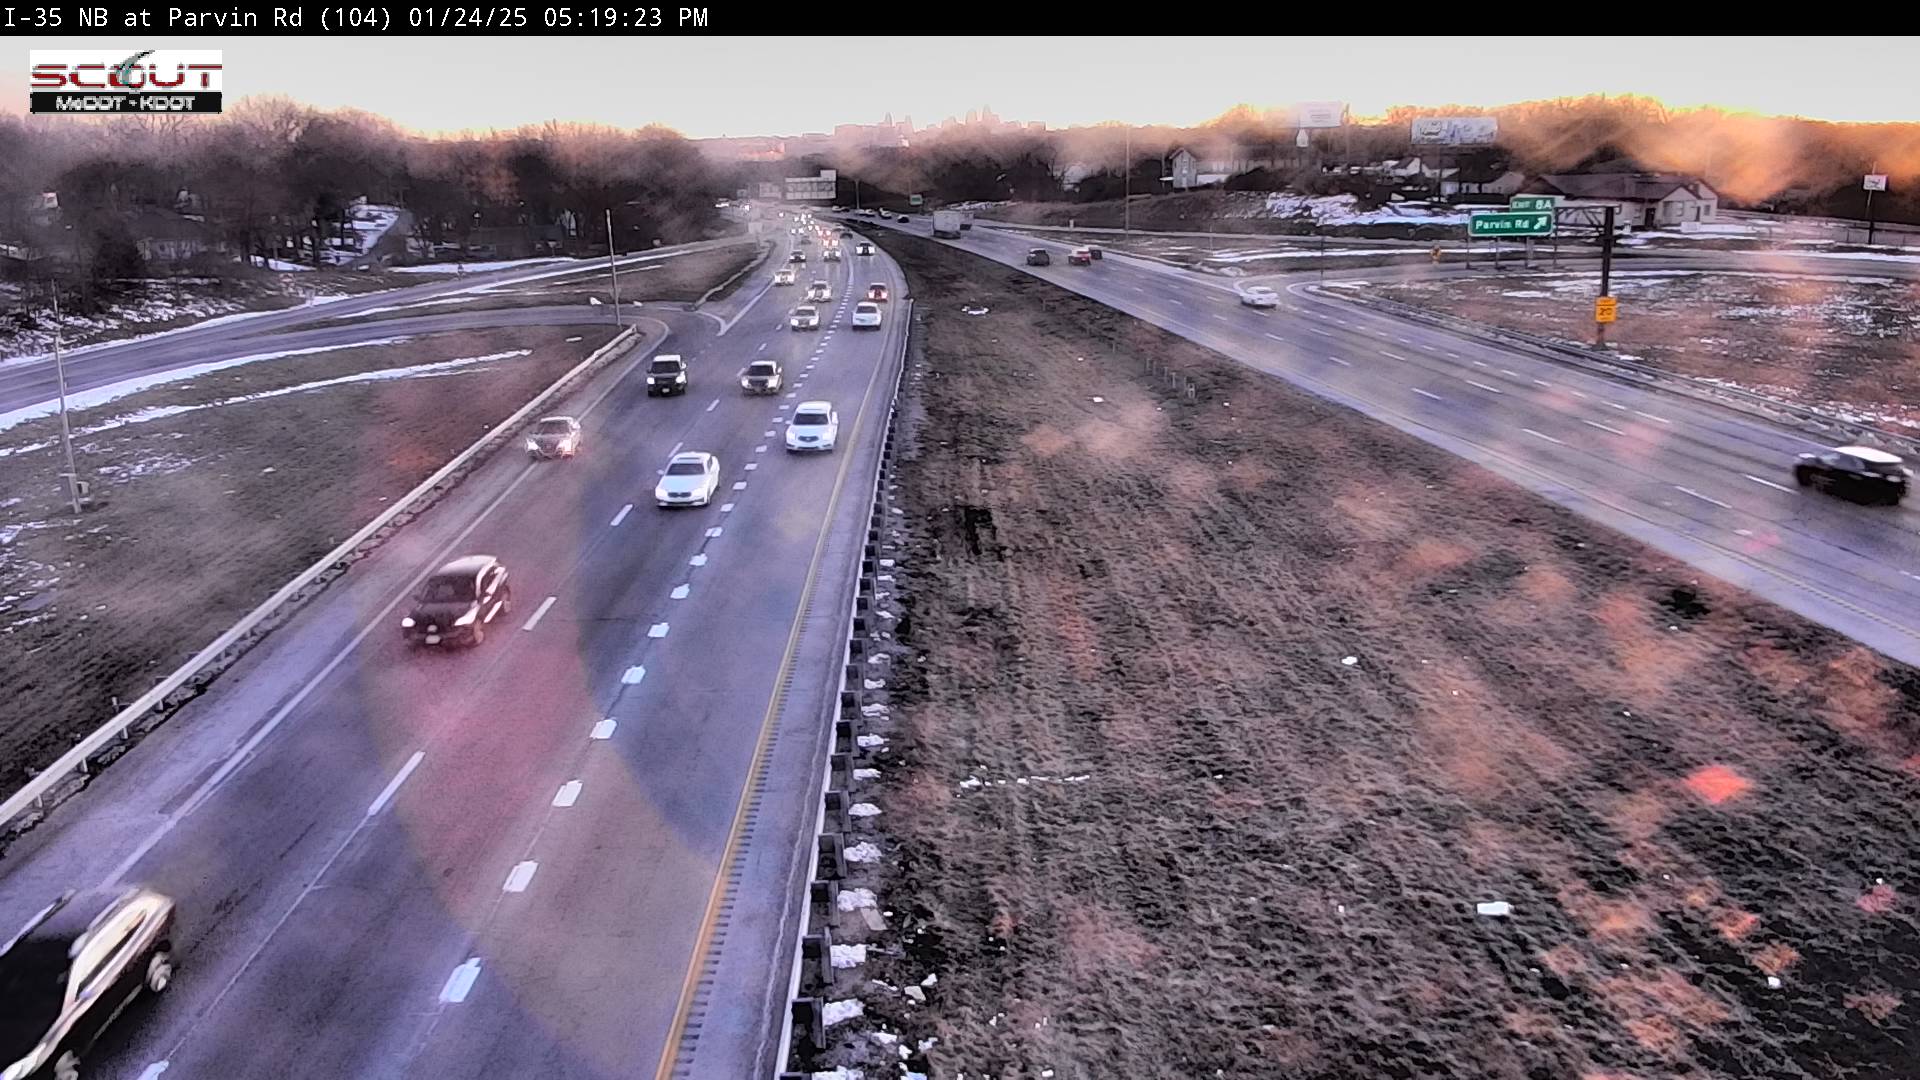 I-35 NB at Parvin Rd (104) 01/24/25 05:19:23 PM
SCOUT
MoDOT - KDOT
EXIT 8A
Parvin Rd